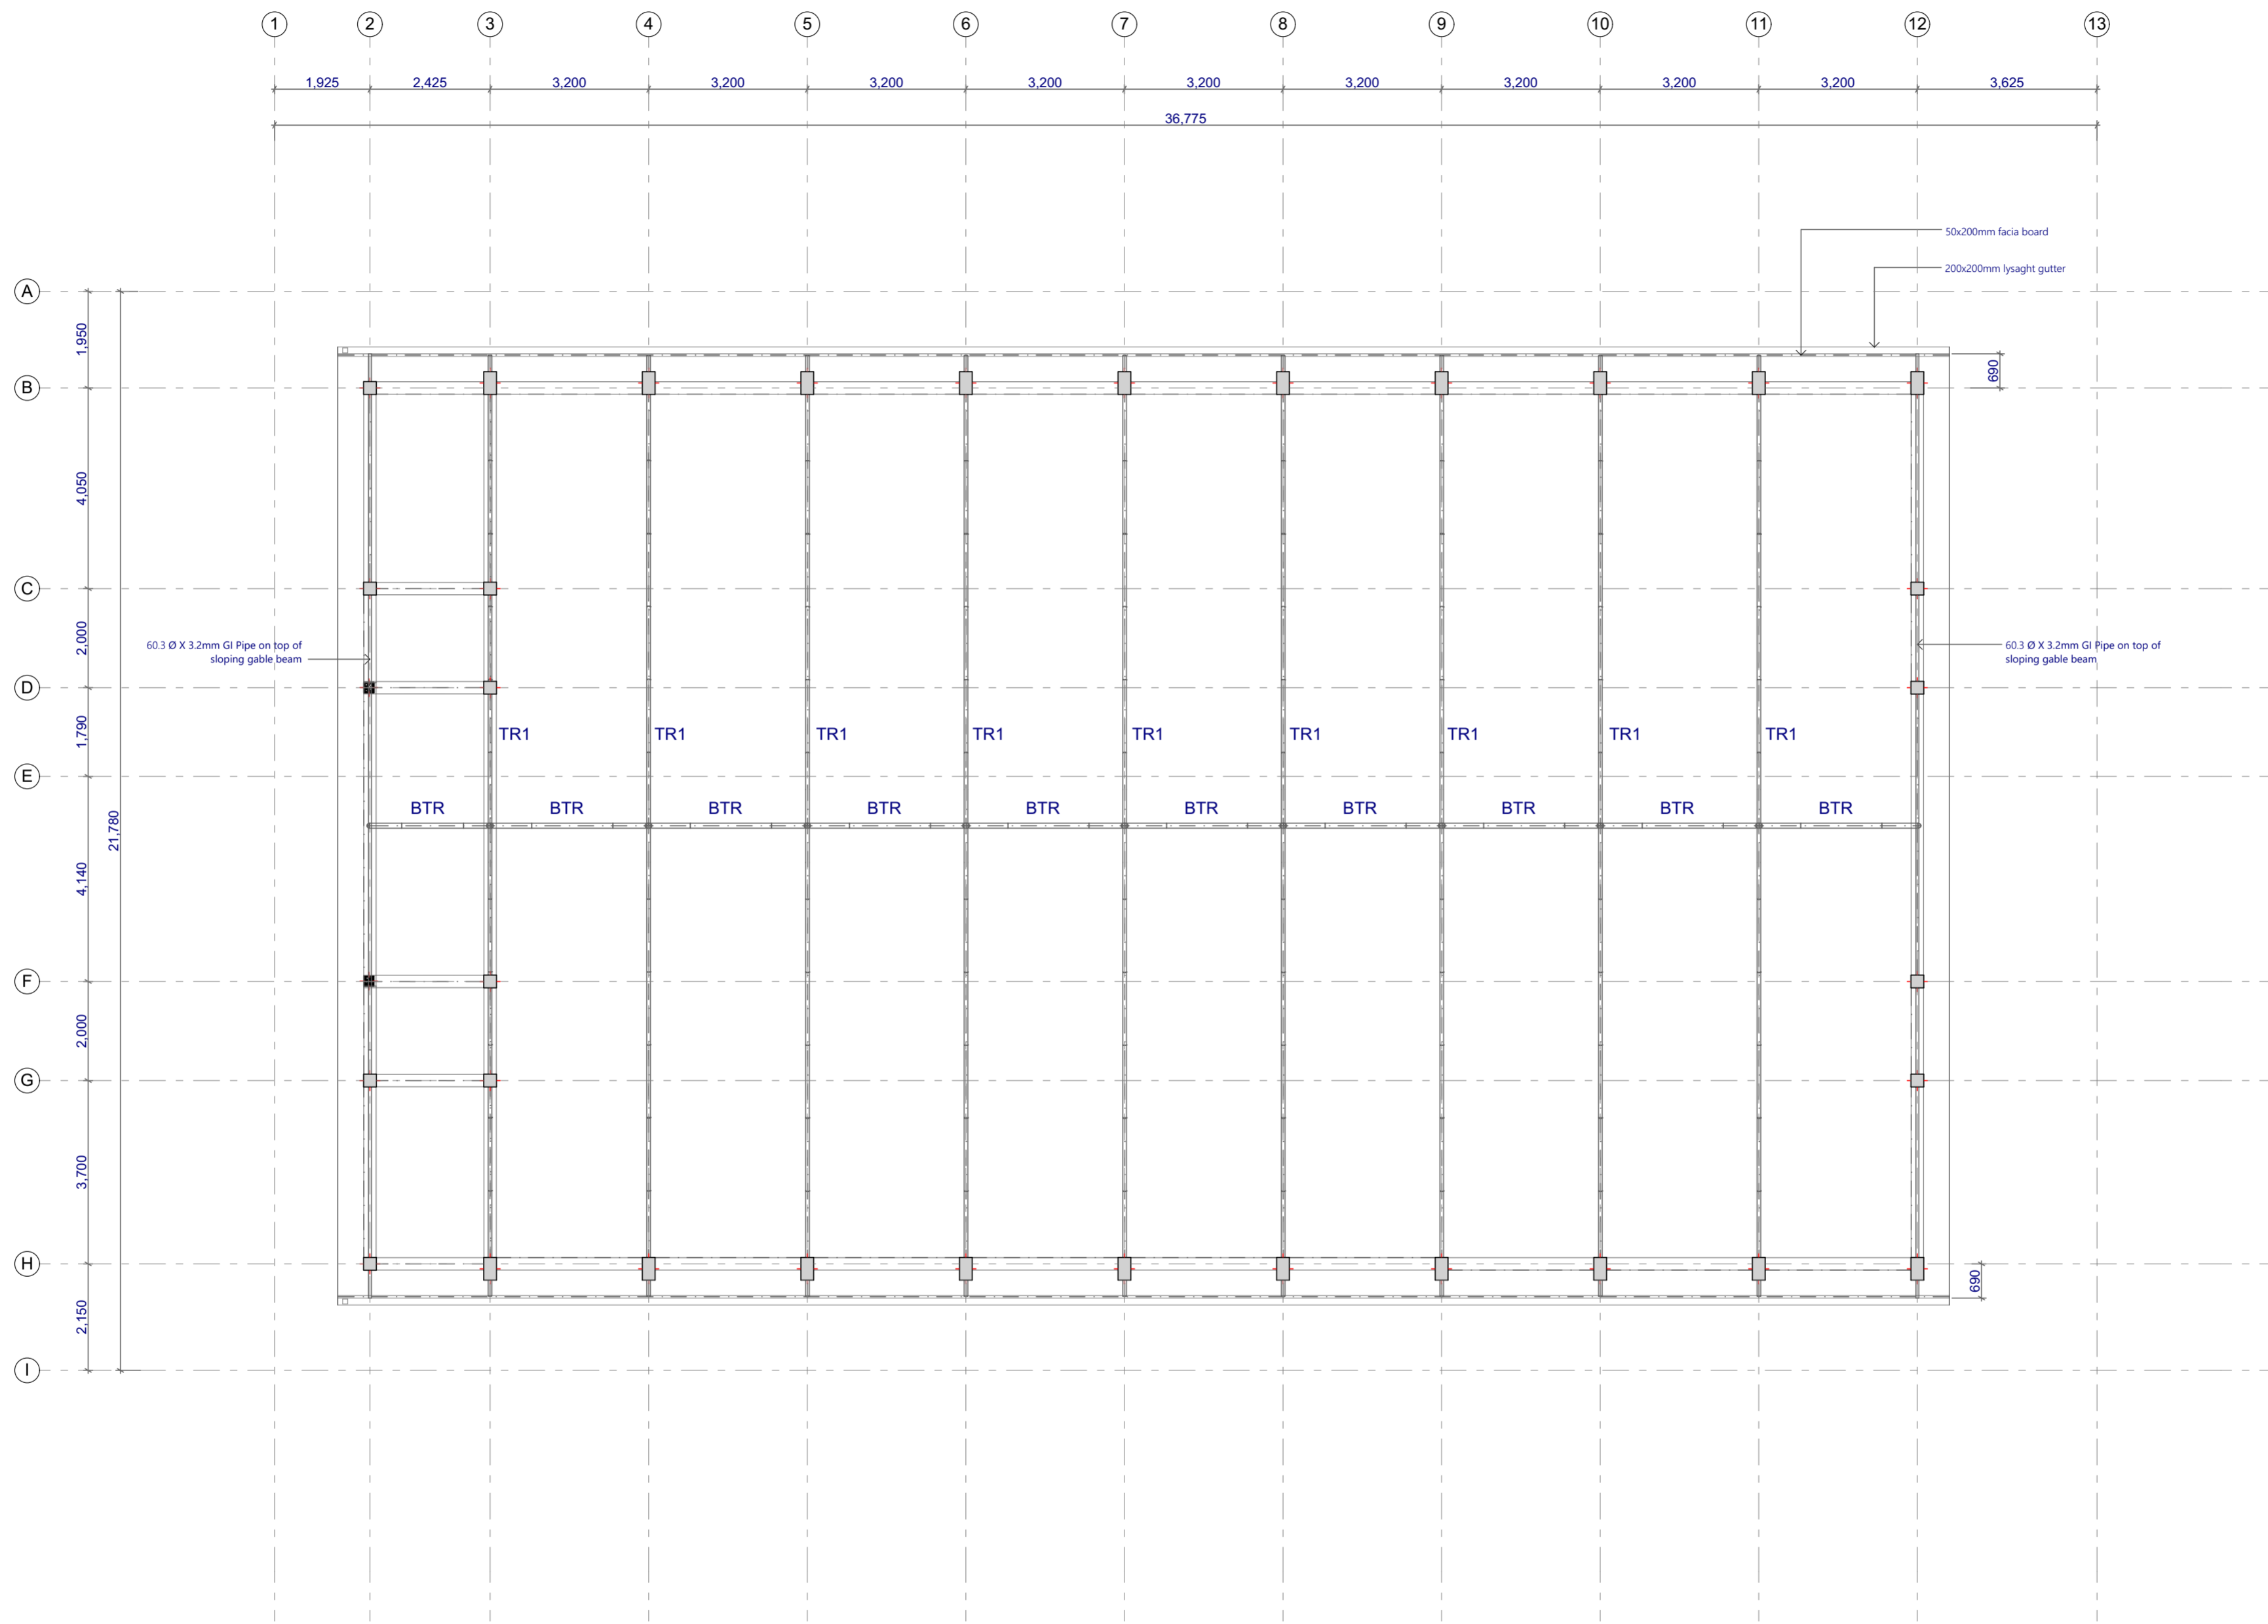 1 2 3 4 5 6 7 8 9 10 11 12 13
1,925 2,425 3,200 3,200 3,200 3,200 3,200 3,200 3,200 3,200 3,200 3,625
36,775
50x200mm facia board
200x200mm lysaght gutter
A
1,950
690
B
4,050
C
2,000
60.3 Ø X 3.2mm GI Pipe on top of
sloping gable beam
60.3 Ø X 3.2mm GI Pipe on top of
sloping gable beam
D
1,790
TR1 TR1 TR1 TR1 TR1 TR1 TR1 TR1 TR1
E
BTR BTR BTR BTR BTR BTR BTR BTR BTR BTR
21,780
4,140
F
2,000
G
3,700
H
690
2,150
I